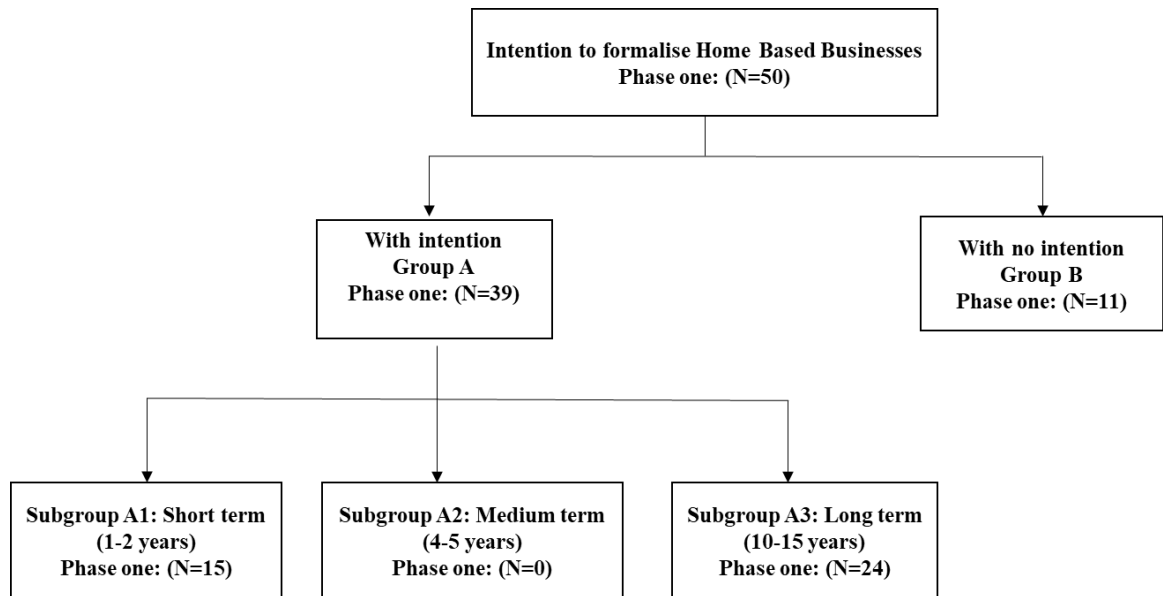 Intention to formalise Home Based Businesses
Phase one: (N=50)
With intention
Group A
Phase one: (N=39)
With no intention
Group B
Phase one: (N=11)
Subgroup A1: Short term
(1-2 years)
Phase one: (N=15)
Subgroup A2: Medium term
(4-5 years)
Phase one: (N=0)
Subgroup A3: Long term
(10-15 years)
Phase one: (N=24)